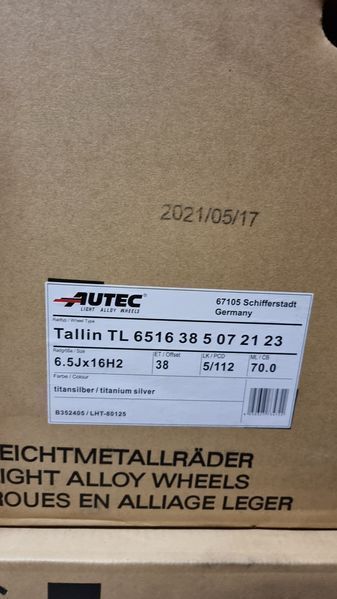 2021/05/17
AUTEC
LIGHT ALLOY WHEELS
67105 Schifferstadt
Germany
Radtyp / Wheel Type
Tallin TL 6516 38 5 07 21 23
Radgröße / Size
ET / Offset
LK / PCD
ML / CB
6.5Jx16H2
38
5/112
70.0
Farbe / Colour
titansilber / titanium silver
B352405 / LHT-80125
EICHTMETALLRÄDER
IGHT ALLOY WHEELS
ROUES EN ALLIAGE LEGER